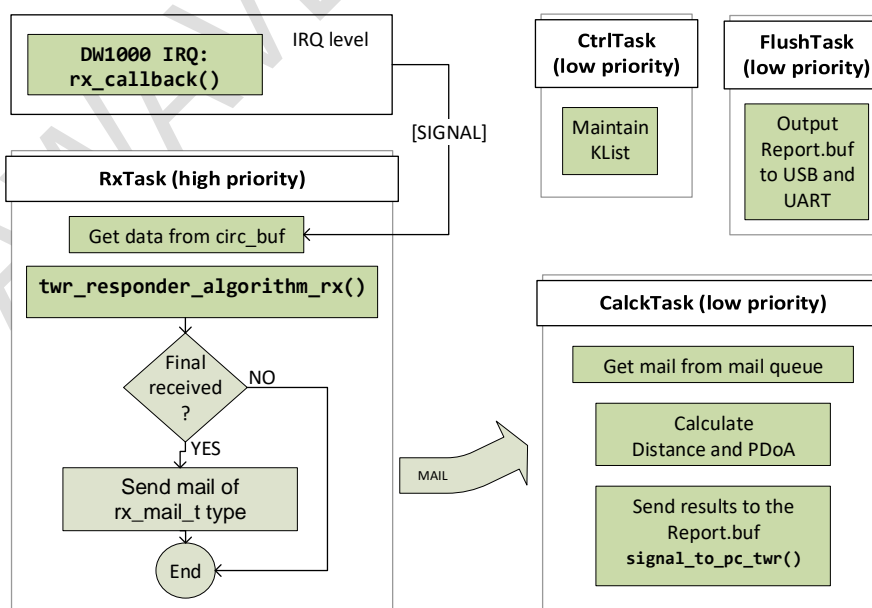 IRQ level
DW1000 IRQ:
rx_callback()
[SIGNAL]
RxTask (high priority)
Get data from circ_buf
twr_responder_algorithm_rx()
Final
received
?
NO
YES
Send mail of
rx_mail_t type
End
MAIL
CtrlTask
(low priority)
Maintain
KList
FlushTask
(low priority)
Output
Report.buf
to USB and
UART
CalckTask (low priority)
Get mail from mail queue
Calculate
Distance and PDoA
Send results to the
Report.buf
signal_to_pc_twr()